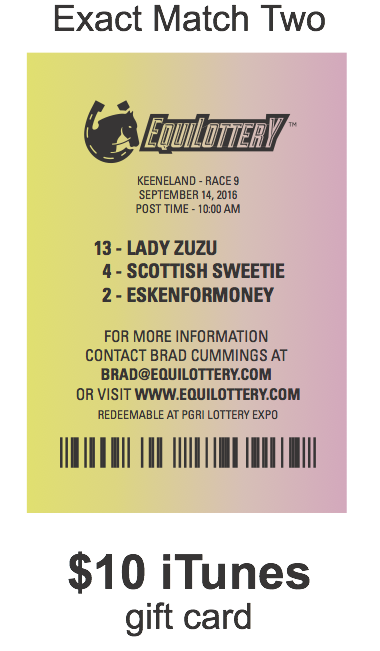 Exact Match Two
EQUILOTTERY™
KEENELAND - RACE 9
SEPTEMBER 14, 2016
POST TIME - 10:00 AM
13 - LADY ZUZU
4 - SCOTTISH SWEETIE
2 - ESKENFORMONEY
FOR MORE INFORMATION
CONTACT BRAD CUMMINGS AT
BRAD@EQUILOTTERY.COM
OR VISIT WWW.EQUILOTTERY.COM
REDEEMABLE AT PGRI LOTTERY EXPO
$10 iTunes
gift card